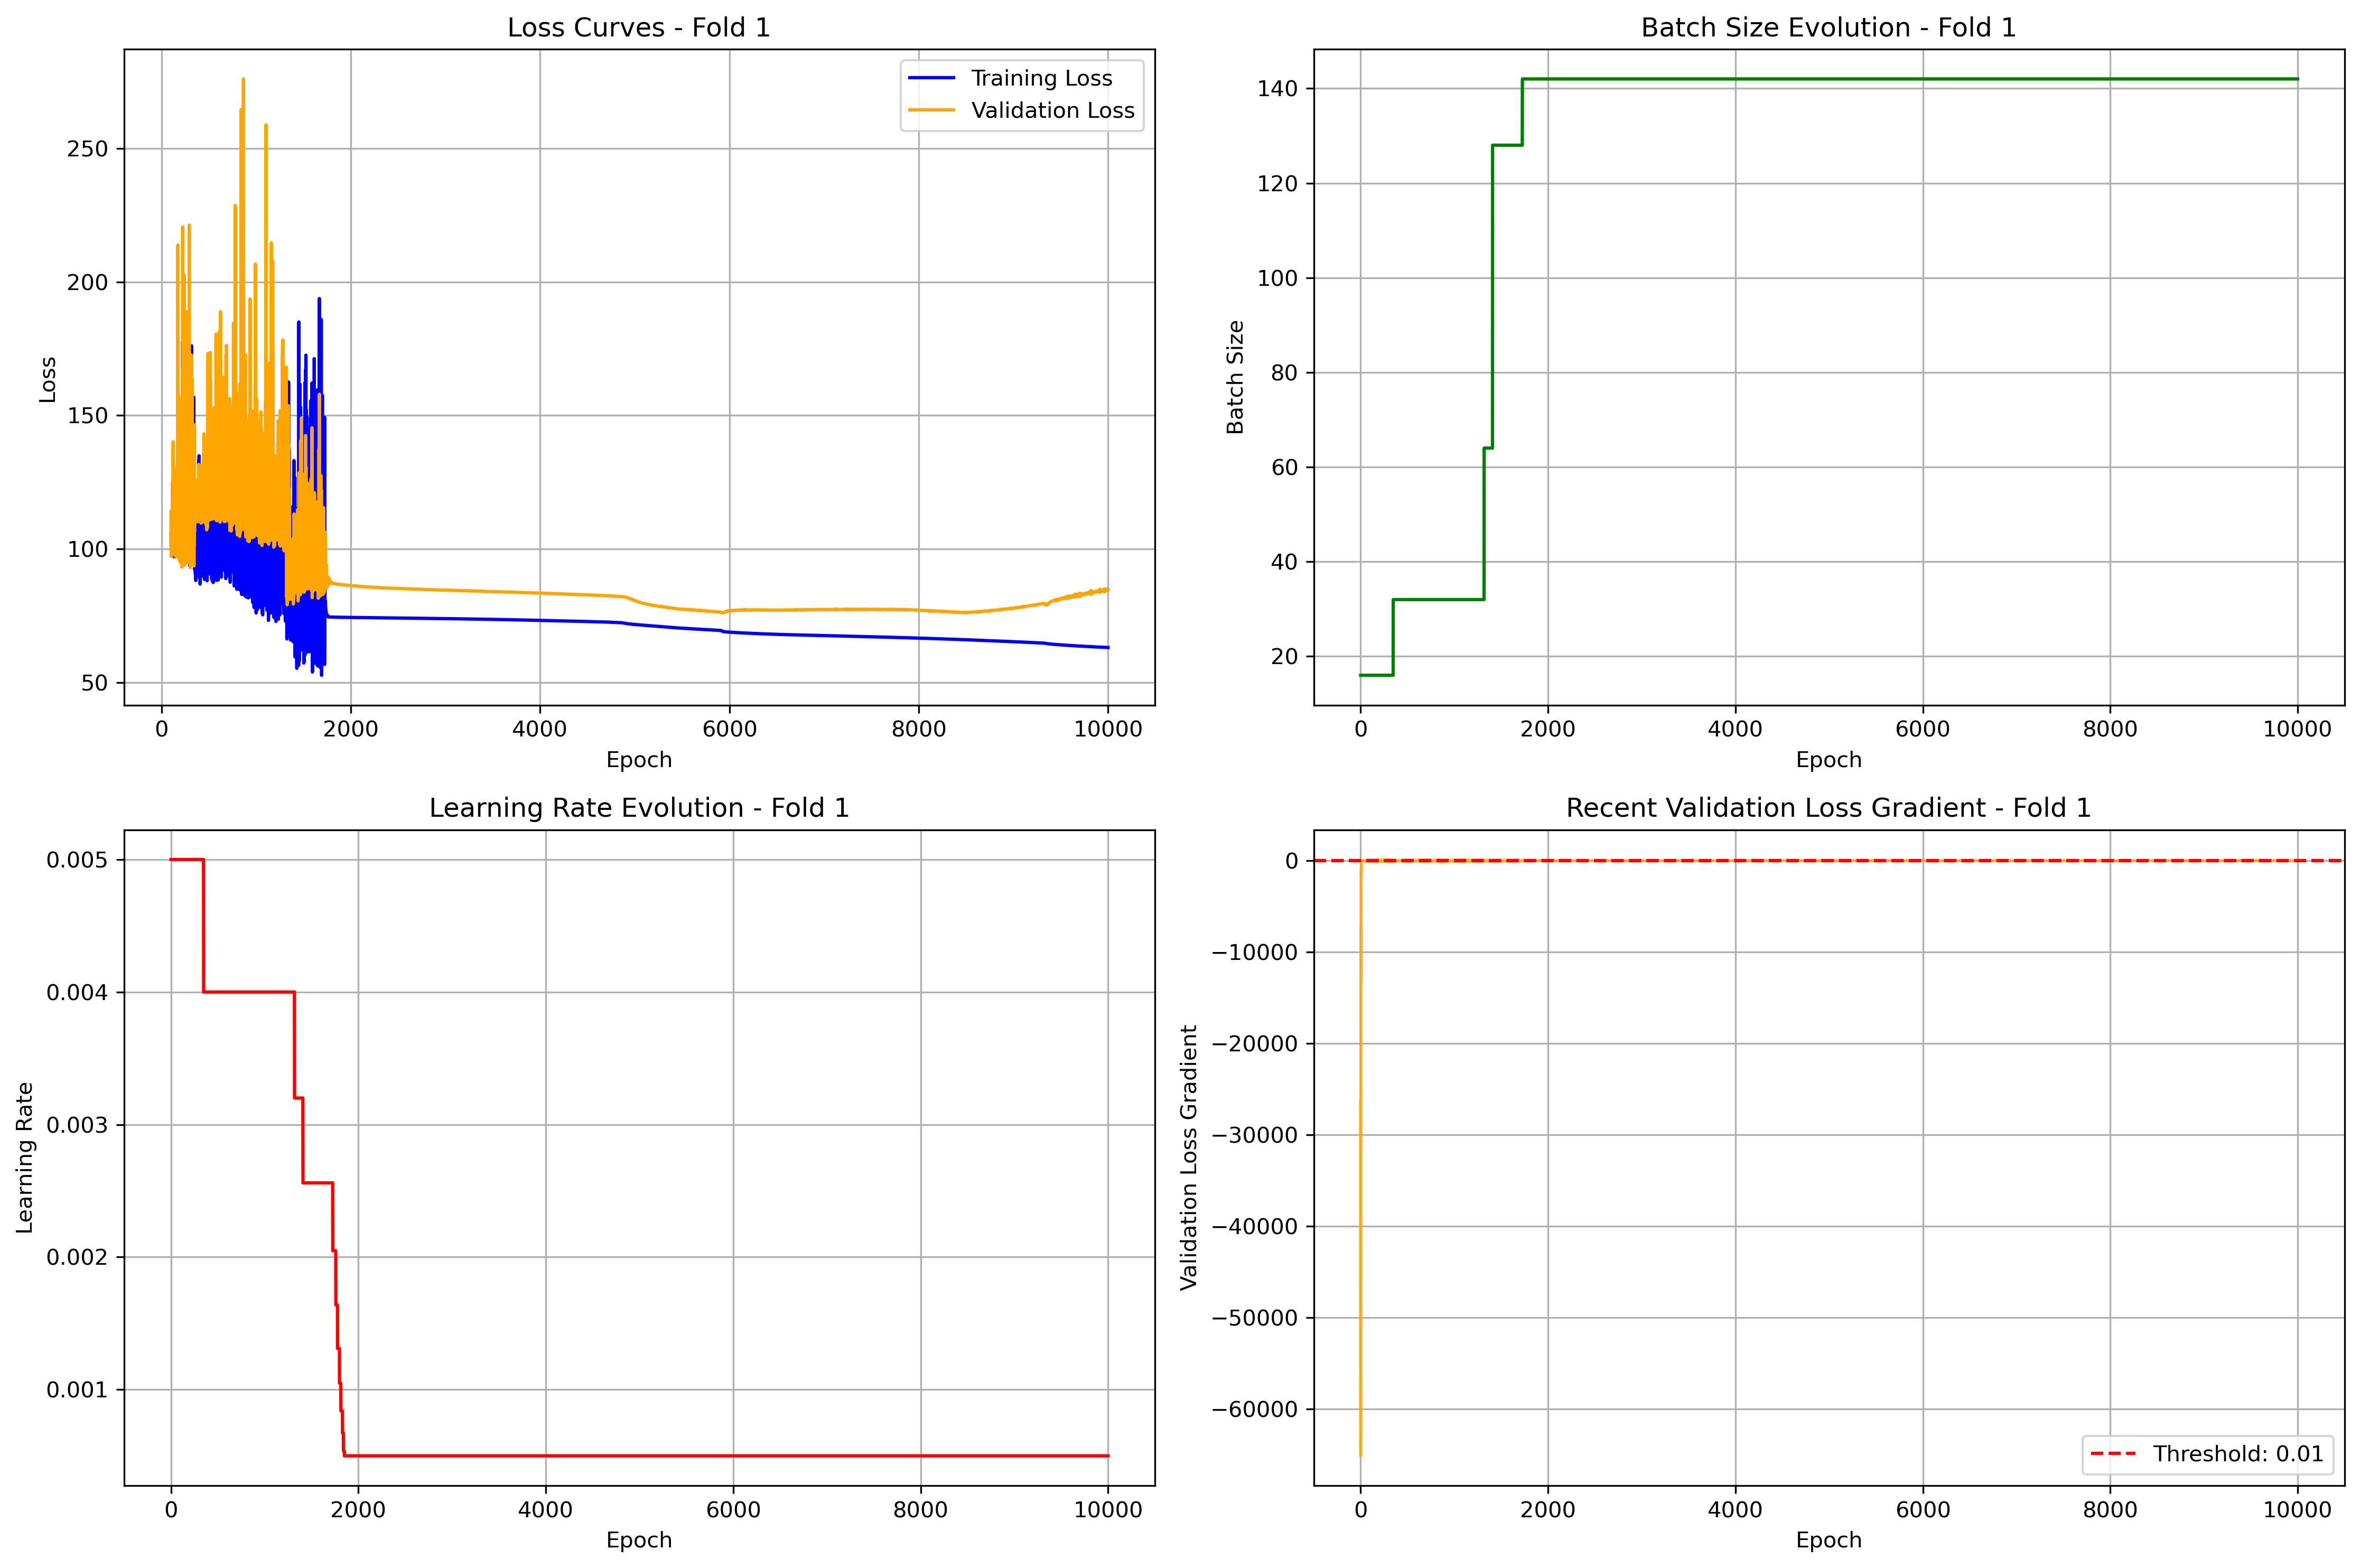 Loss Curves - Fold 1
Training Loss
Validation Loss
250
200
150
100
50
Loss
0 2000 4000 6000 8000 10000
Epoch
Batch Size Evolution - Fold 1
140
120
100
80
60
40
20
Batch Size
0 2000 4000 6000 8000 10000
Epoch
Learning Rate Evolution - Fold 1
0.005
0.004
0.003
0.002
0.001
Learning Rate
0 2000 4000 6000 8000 10000
Epoch
Recent Validation Loss Gradient - Fold 1
0
−10000
−20000
−30000
−40000
−50000
−60000
Validation Loss Gradient
Threshold: 0.01
0 2000 4000 6000 8000 10000
Epoch